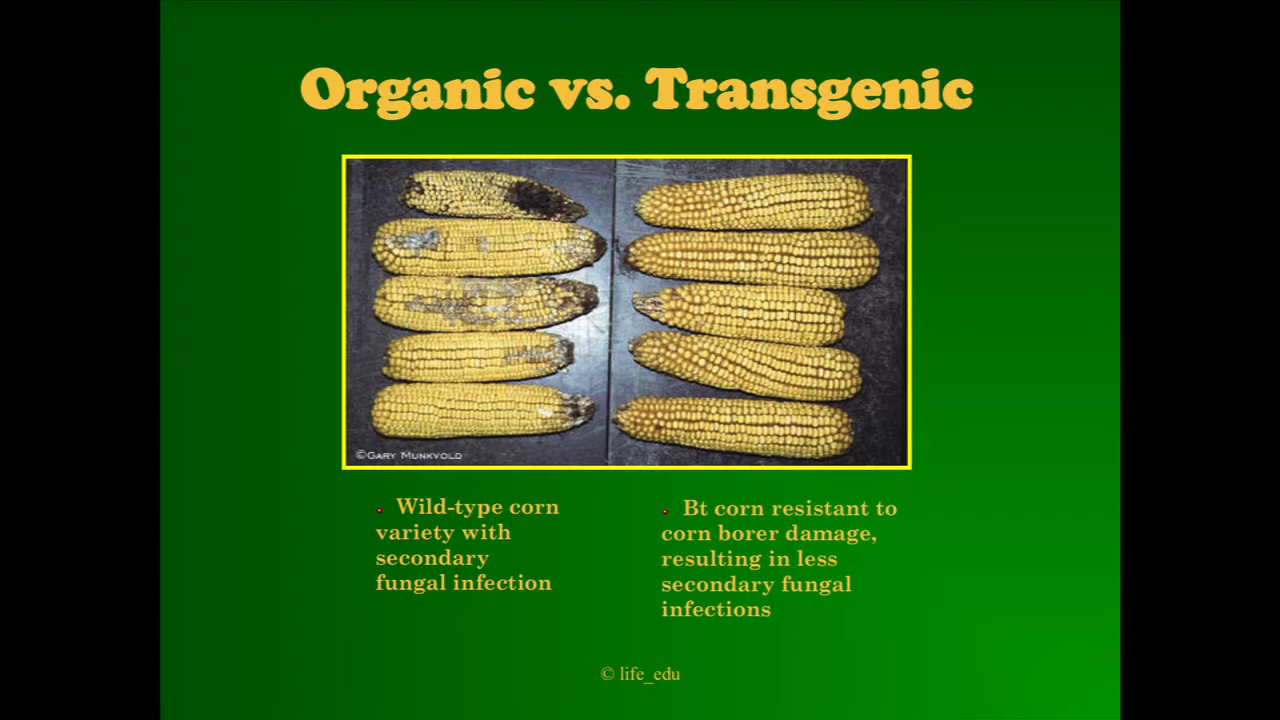 Organic vs. Transgenic
©Gary Munkvold
Wild-type corn
variety with
secondary
fungal infection
Bt corn resistant to
corn borer damage,
resulting in less
secondary fungal
infections
© life_edu